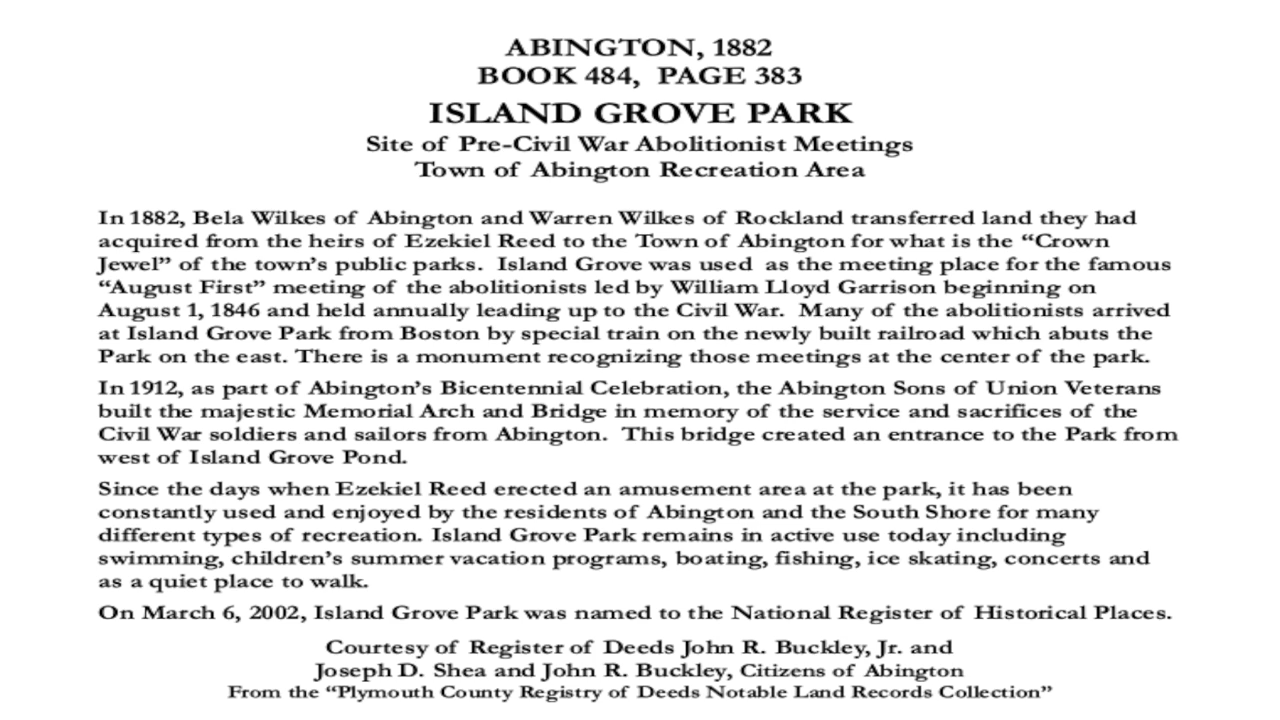 ABINGTON, 1882
BOOK 484, PAGE 383
ISLAND GROVE PARK
Site of Pre-Civil War Abolitionist Meetings
Town of Abington Recreation Area
In 1882, Bela Wilkes of Abington and Warren Wilkes of Rockland transferred land they had
acquired from the heirs of Ezekiel Reed to the Town of Abington for what is the “Crown
Jewel” of the town’s public parks. Island Grove was used as the meeting place for the famous
“August First” meeting of the abolitionists led by William Lloyd Garrison beginning on
August 1, 1846 and held annually leading up to the Civil War. Many of the abolitionists arrived
at Island Grove Park from Boston by special train on the newly built railroad which abuts the
Park on the east. There is a monument recognizing those meetings at the center of the park.
In 1912, as part of Abington’s Bicentennial Celebration, the Abington Sons of Union Veterans
built the majestic Memorial Arch and Bridge in memory of the service and sacrifices of the
Civil War soldiers and sailors from Abington. This bridge created an entrance to the Park from
west of Island Grove Pond.
Since the days when Ezekiel Reed erected an amusement area at the park, it has been
constantly used and enjoyed by the residents of Abington and the South Shore for many
different types of recreation. Island Grove Park remains in active use today including
swimming, children’s summer vacation programs, boating, fishing, ice skating, concerts and
as a quiet place to walk.
On March 6, 2002, Island Grove Park was named to the National Register of Historical Places.
Courtesy of Register of Deeds John R. Buckley, Jr. and
Joseph D. Shea and John R. Buckley, Citizens of Abington
From the “Plymouth County Registry of Deeds Notable Land Records Collection”